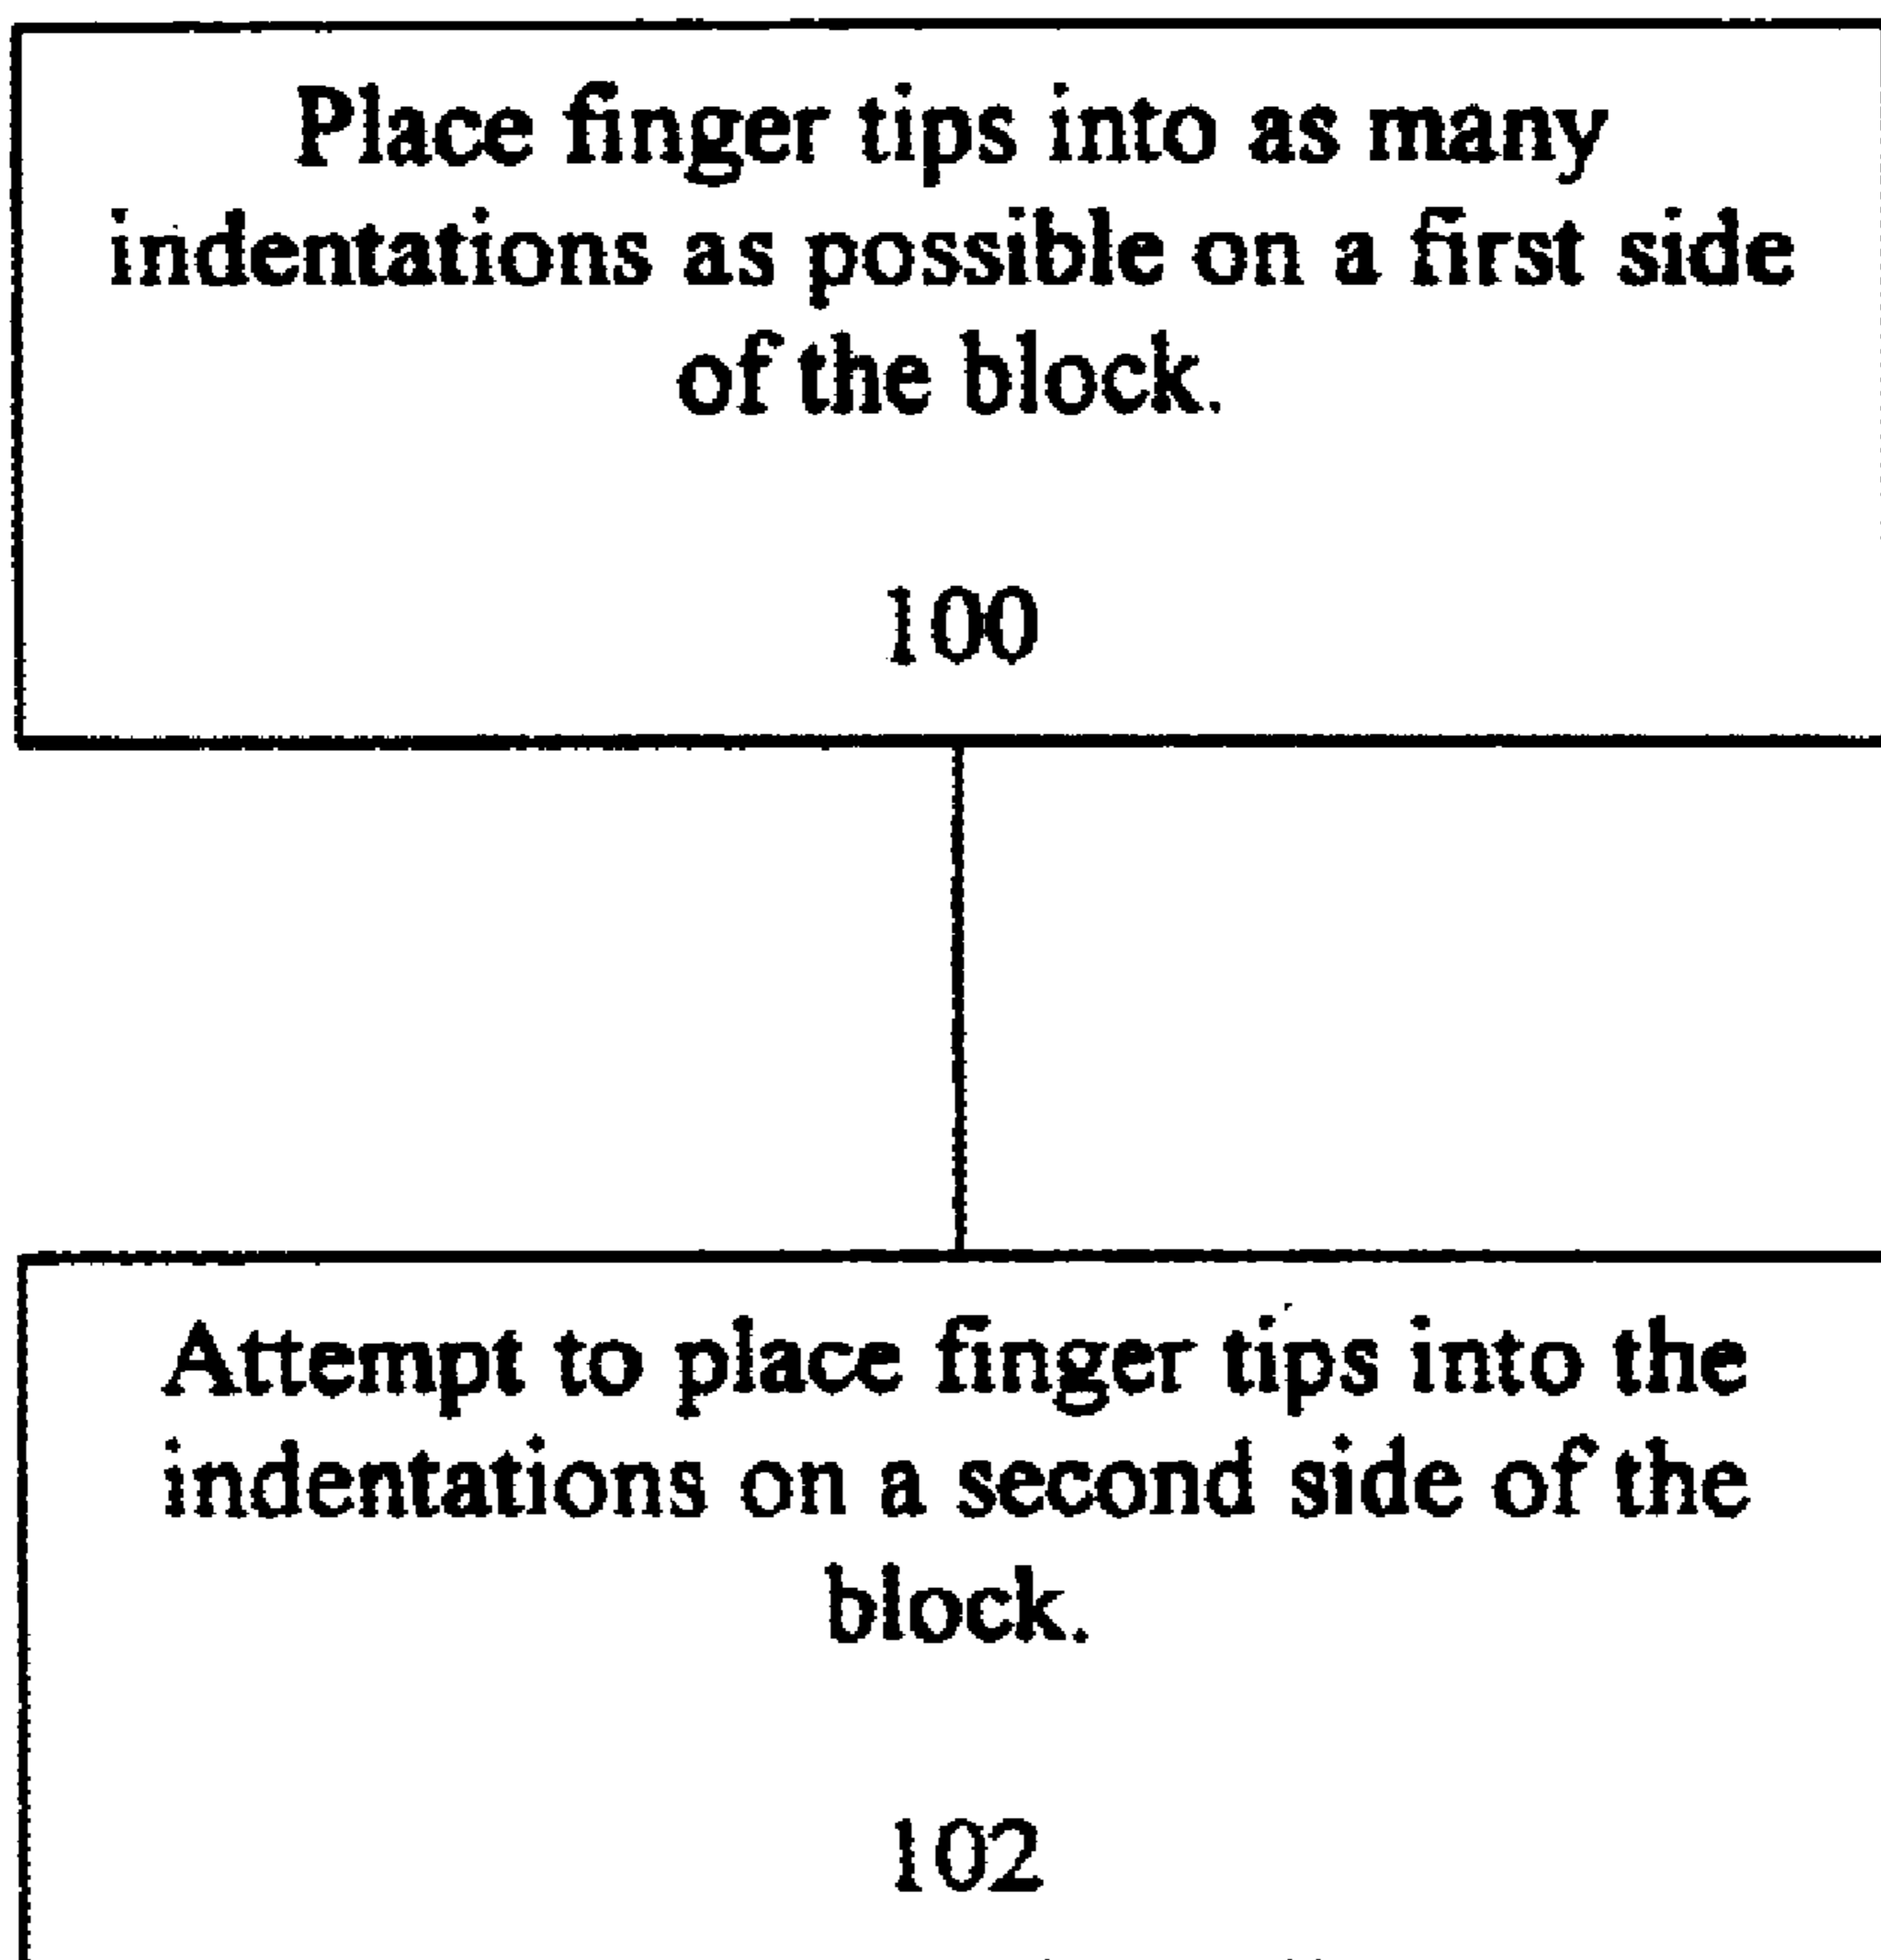 Place finger tips into as many
indentations as possible on a first side
of the block.
100
Attempt to place finger tips into the
indentations on a second side of the
block.
102